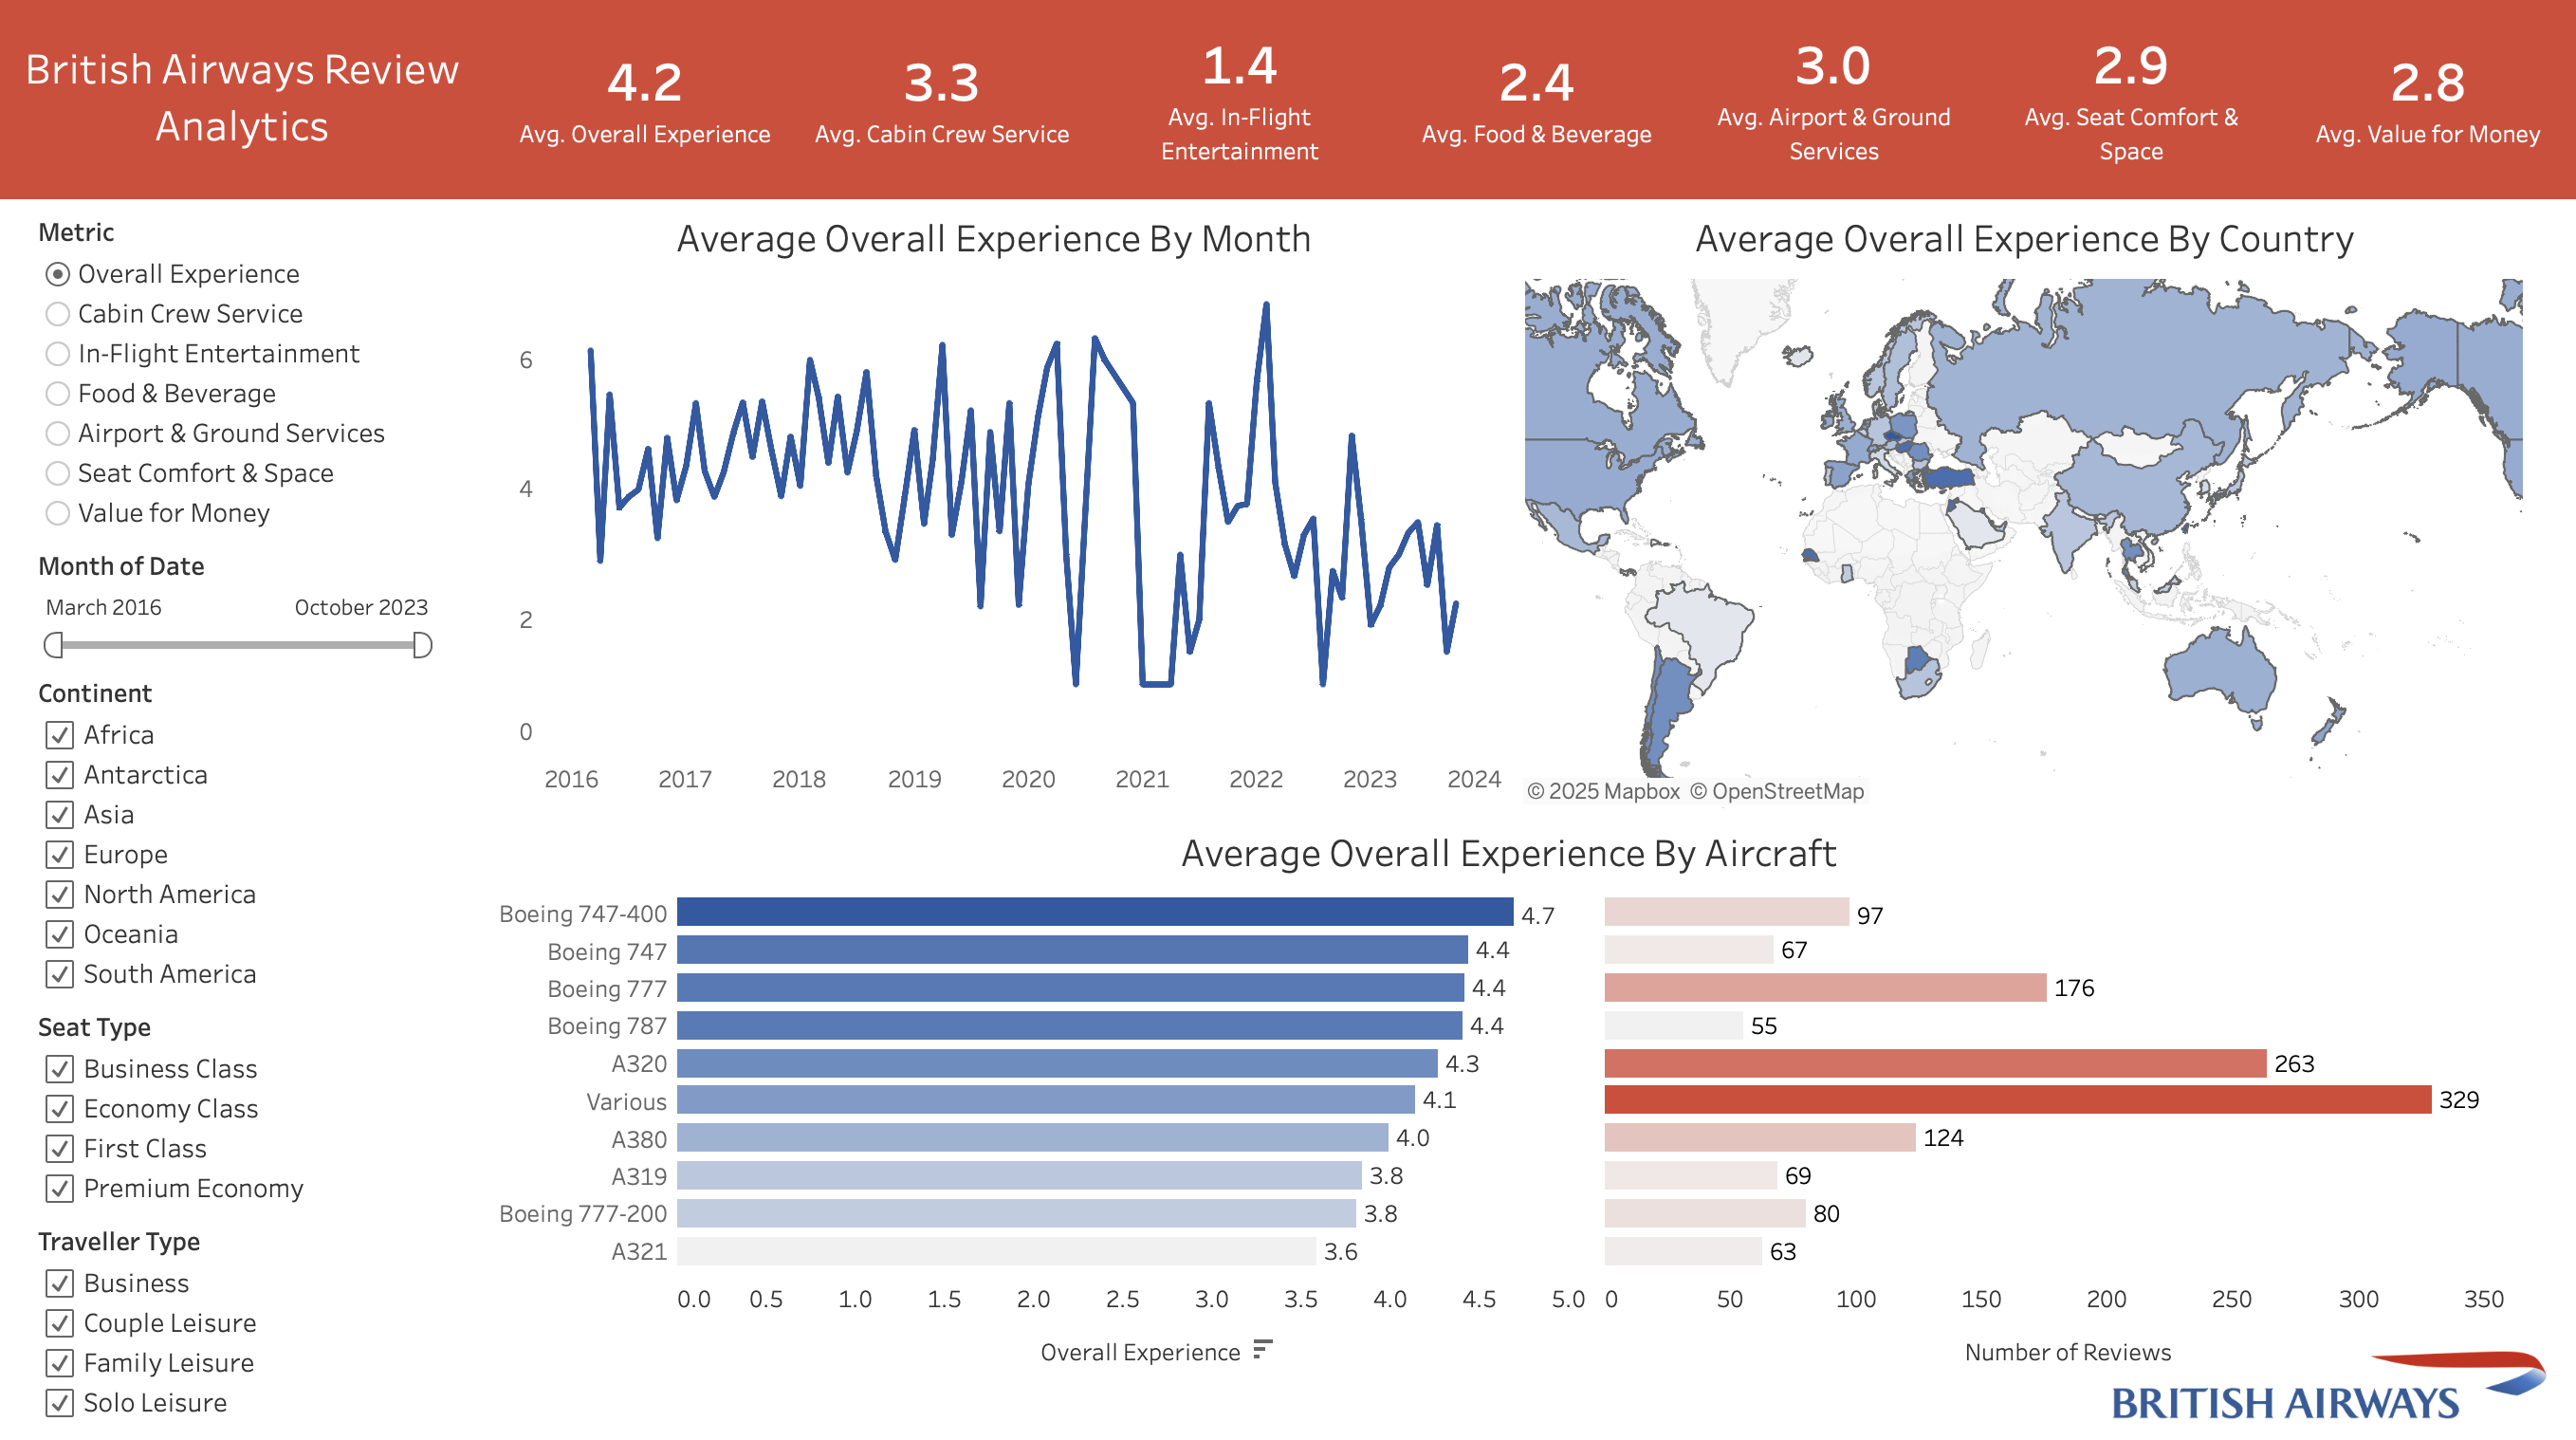 British Airways Review
Analytics
4.2
Avg. Overall Experience
3.3
Avg. Cabin Crew Service
1.4
Avg. In-Flight
Entertainment
2.4
Avg. Food & Beverage
3.0
Avg. Airport & Ground
Services
2.9
Avg. Seat Comfort &
Space
2.8
Avg. Value for Money
Metric
Overall Experience
Cabin Crew Service
In-Flight Entertainment
Food & Beverage
Airport & Ground Services
Seat Comfort & Space
Value for Money
Month of Date
March 2016 October 2023
Continent
Africa
Antarctica
Asia
Europe
North America
Oceania
South America
Seat Type
Business Class
Economy Class
First Class
Premium Economy
Traveller Type
Business
Couple Leisure
Family Leisure
Solo Leisure
Average Overall Experience By Month
6
4
2
0
2016 2017 2018 2019 2020 2021 2022 2023 2024
Average Overall Experience By Country
© 2025 Mapbox © OpenStreetMap
Average Overall Experience By Aircraft
Boeing 747-400 4.7 97
Boeing 747 4.4 67
Boeing 777 4.4 176
Boeing 787 4.4 55
A320 4.3 263
Various 4.1 329
A380 4.0 124
A319 3.8 69
Boeing 777-200 3.8 80
A321 3.6 63
0.0 0.5 1.0 1.5 2.0 2.5 3.0 3.5 4.0 4.5 5.0 0 50 100 150 200 250 300 350
Overall Experience Number of Reviews
BRITISH AIRWAYS